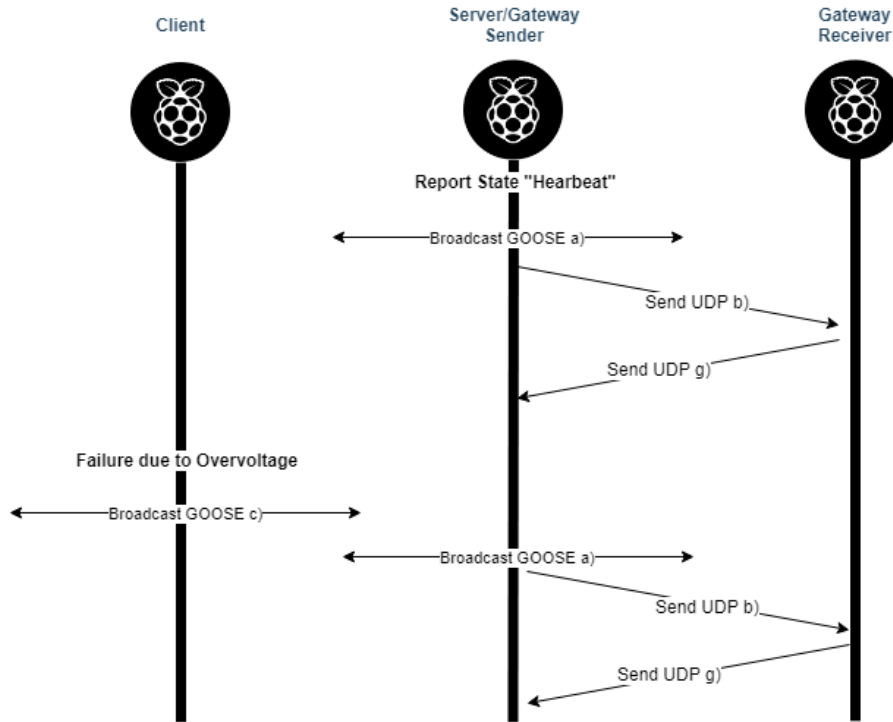 Client
Server/Gateway
Sender
Gateway
Receiver
Report State "Hearbeat"
Broadcast GOOSE a)
Send UDP b)
Send UDP g)
Failure due to Overvoltage
Broadcast GOOSE c)
Broadcast GOOSE a)
Send UDP b)
Send UDP g)